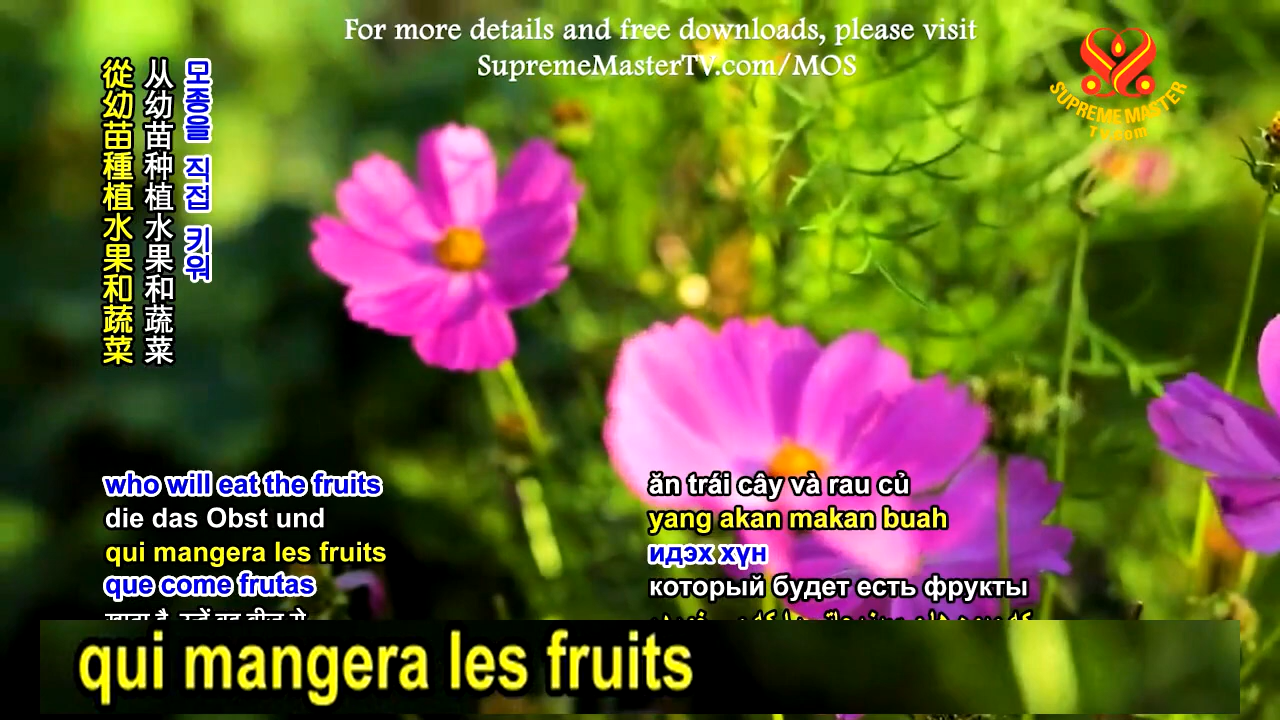 For more details and free downloads, please visit
SupremeMasterTV.com/MOS
SUPREME MASTER
TV.com
從幼苗種植水果和蔬菜
从幼苗种植水果和蔬菜
모종을 직접 키워
who will eat the fruits
die das Obst und
qui mangera les fruits
que come frutas
ăn trái cây và rau củ
yang akan makan buah
идэх хүн
который будет есть фрукты
qui mangera les fruits